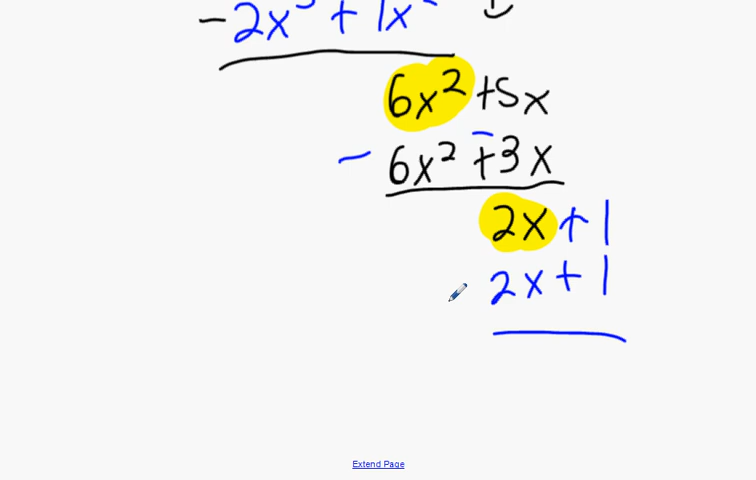 - 2x³ + 1x²
6x² +5x
- 6x² +3x
2x + 1
2x + 1
Extend Page